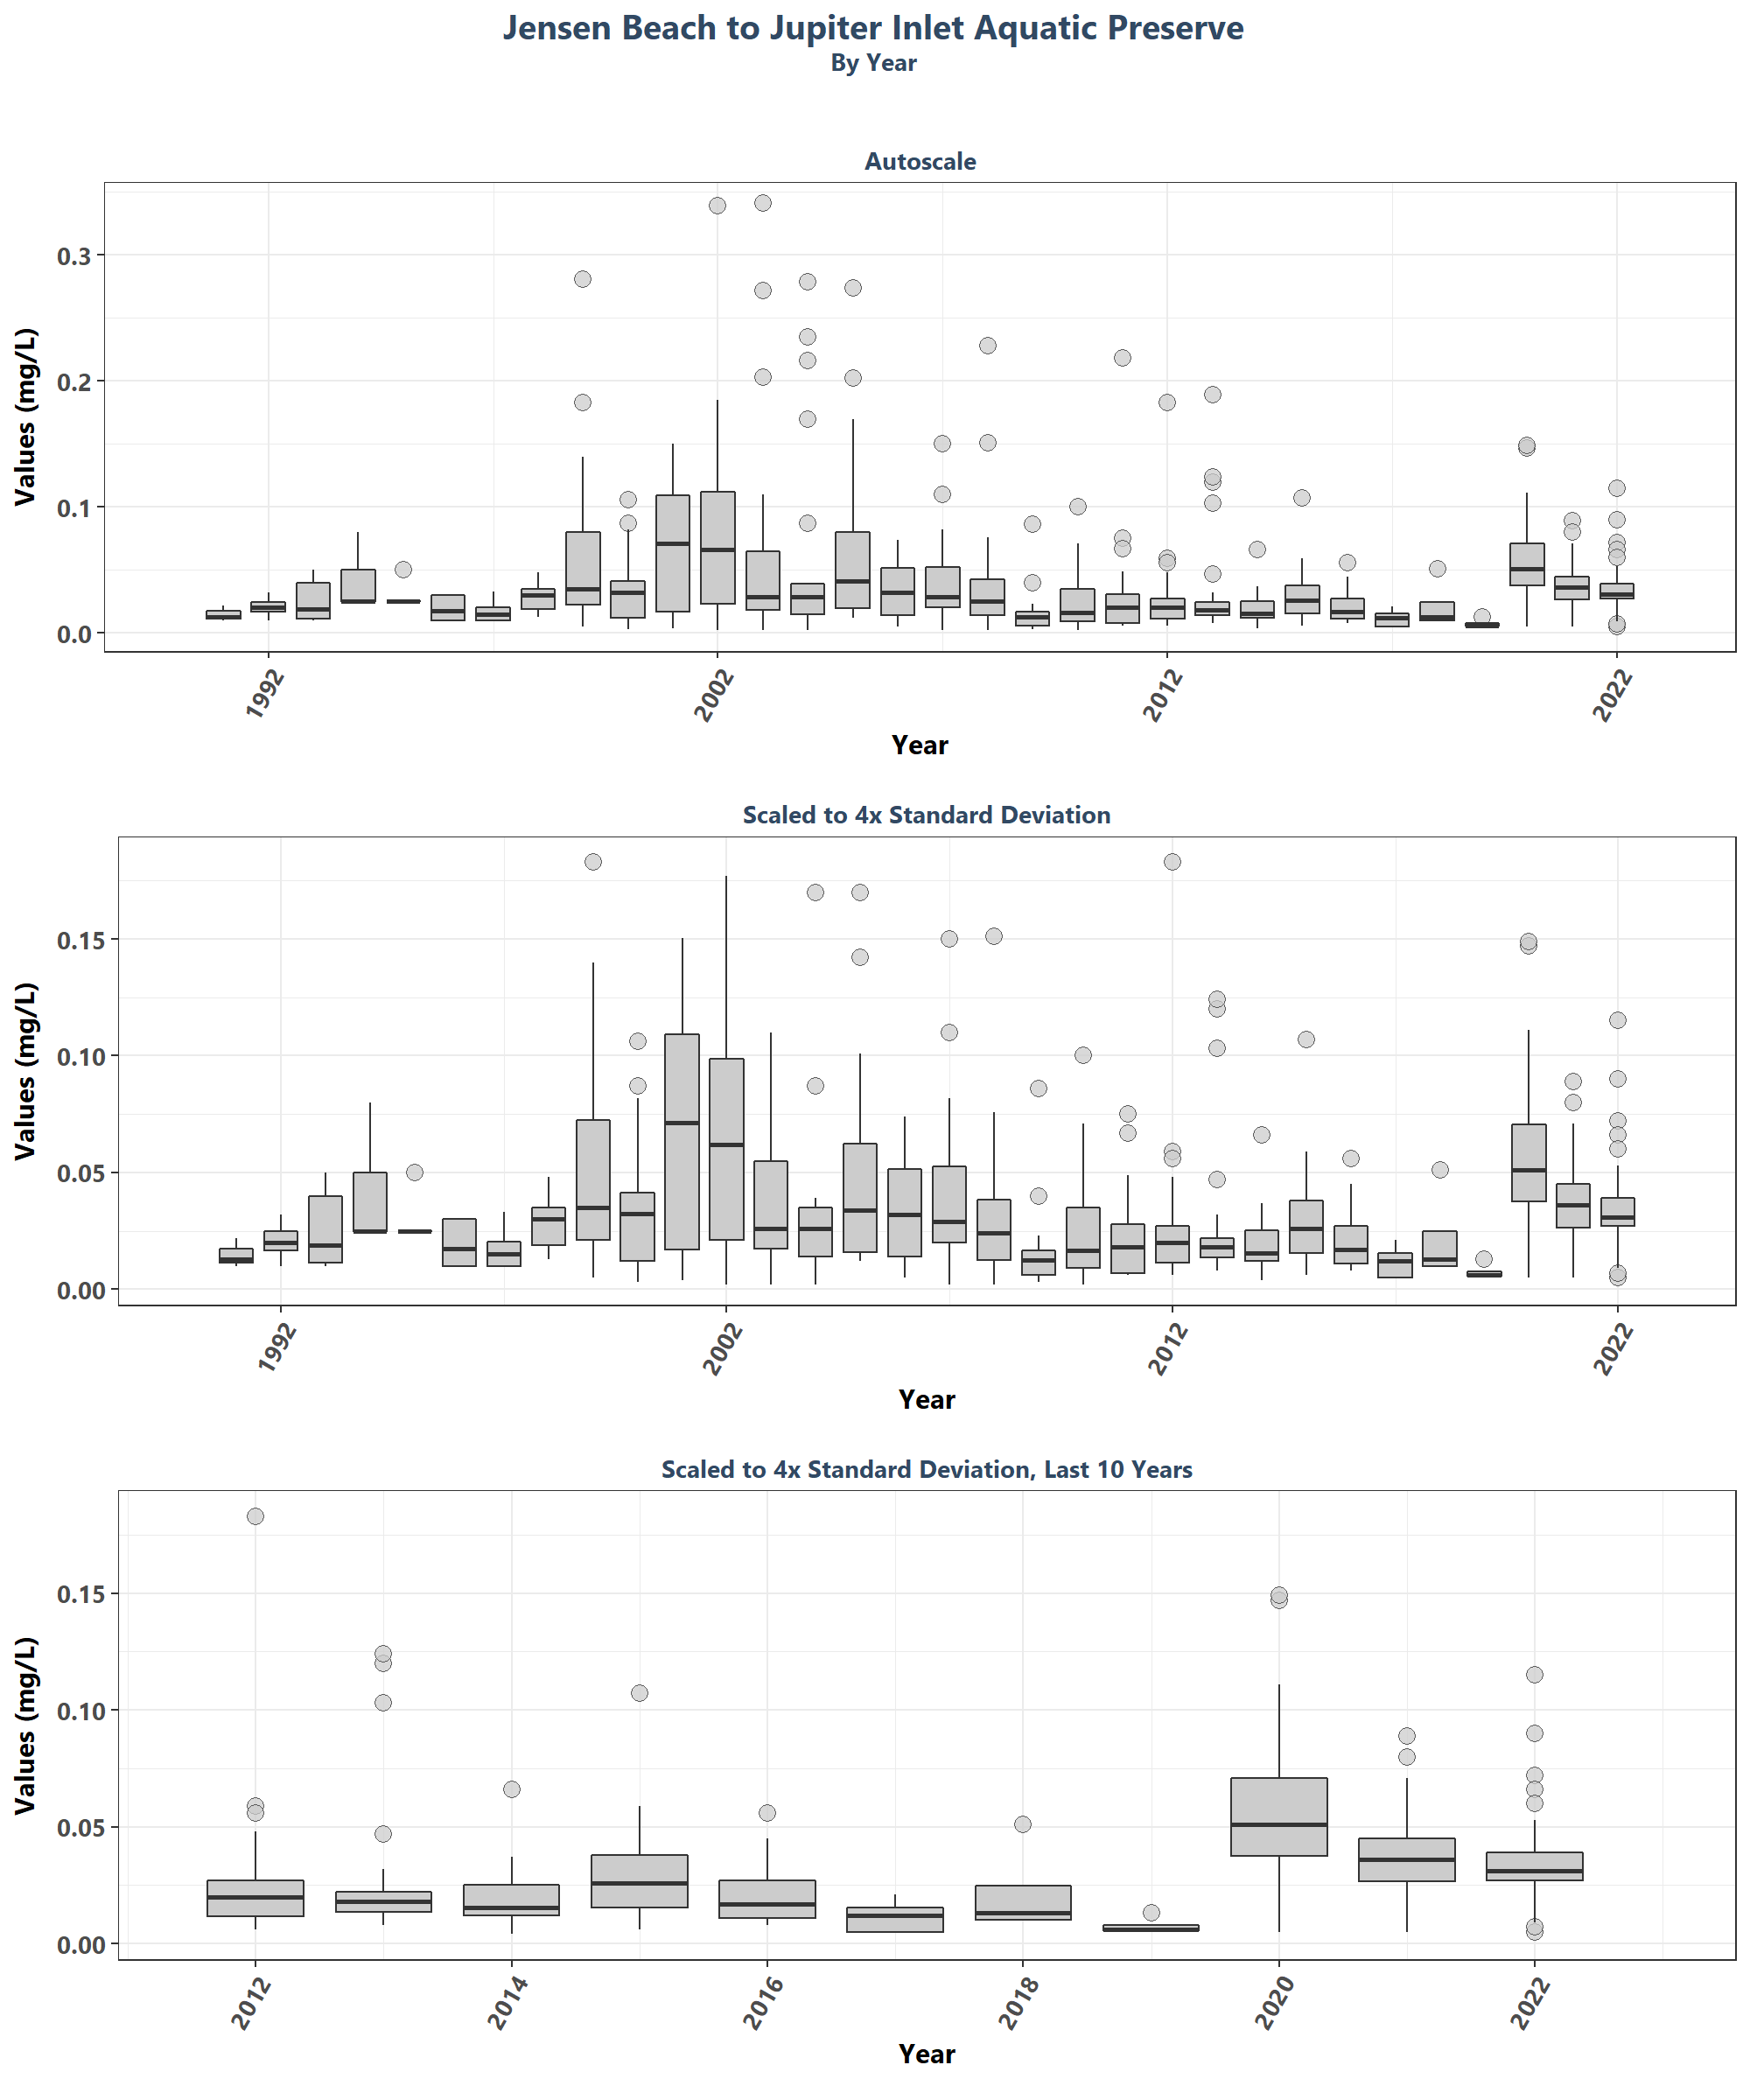 Jensen Beach to Jupiter Inlet Aquatic Preserve
By Year
Autoscale
Values (mg/L)
0.3
0.2
0.1
0.0
1992
2002
2012
2022
Year
Scaled to 4x Standard Deviation
Values (mg/L)
0.15
0.10
0.05
0.00
1992
2002
2012
2022
Year
Scaled to 4x Standard Deviation, Last 10 Years
Values (mg/L)
0.15
0.10
0.05
0.00
2012
2014
2016
2018
2020
2022
Year